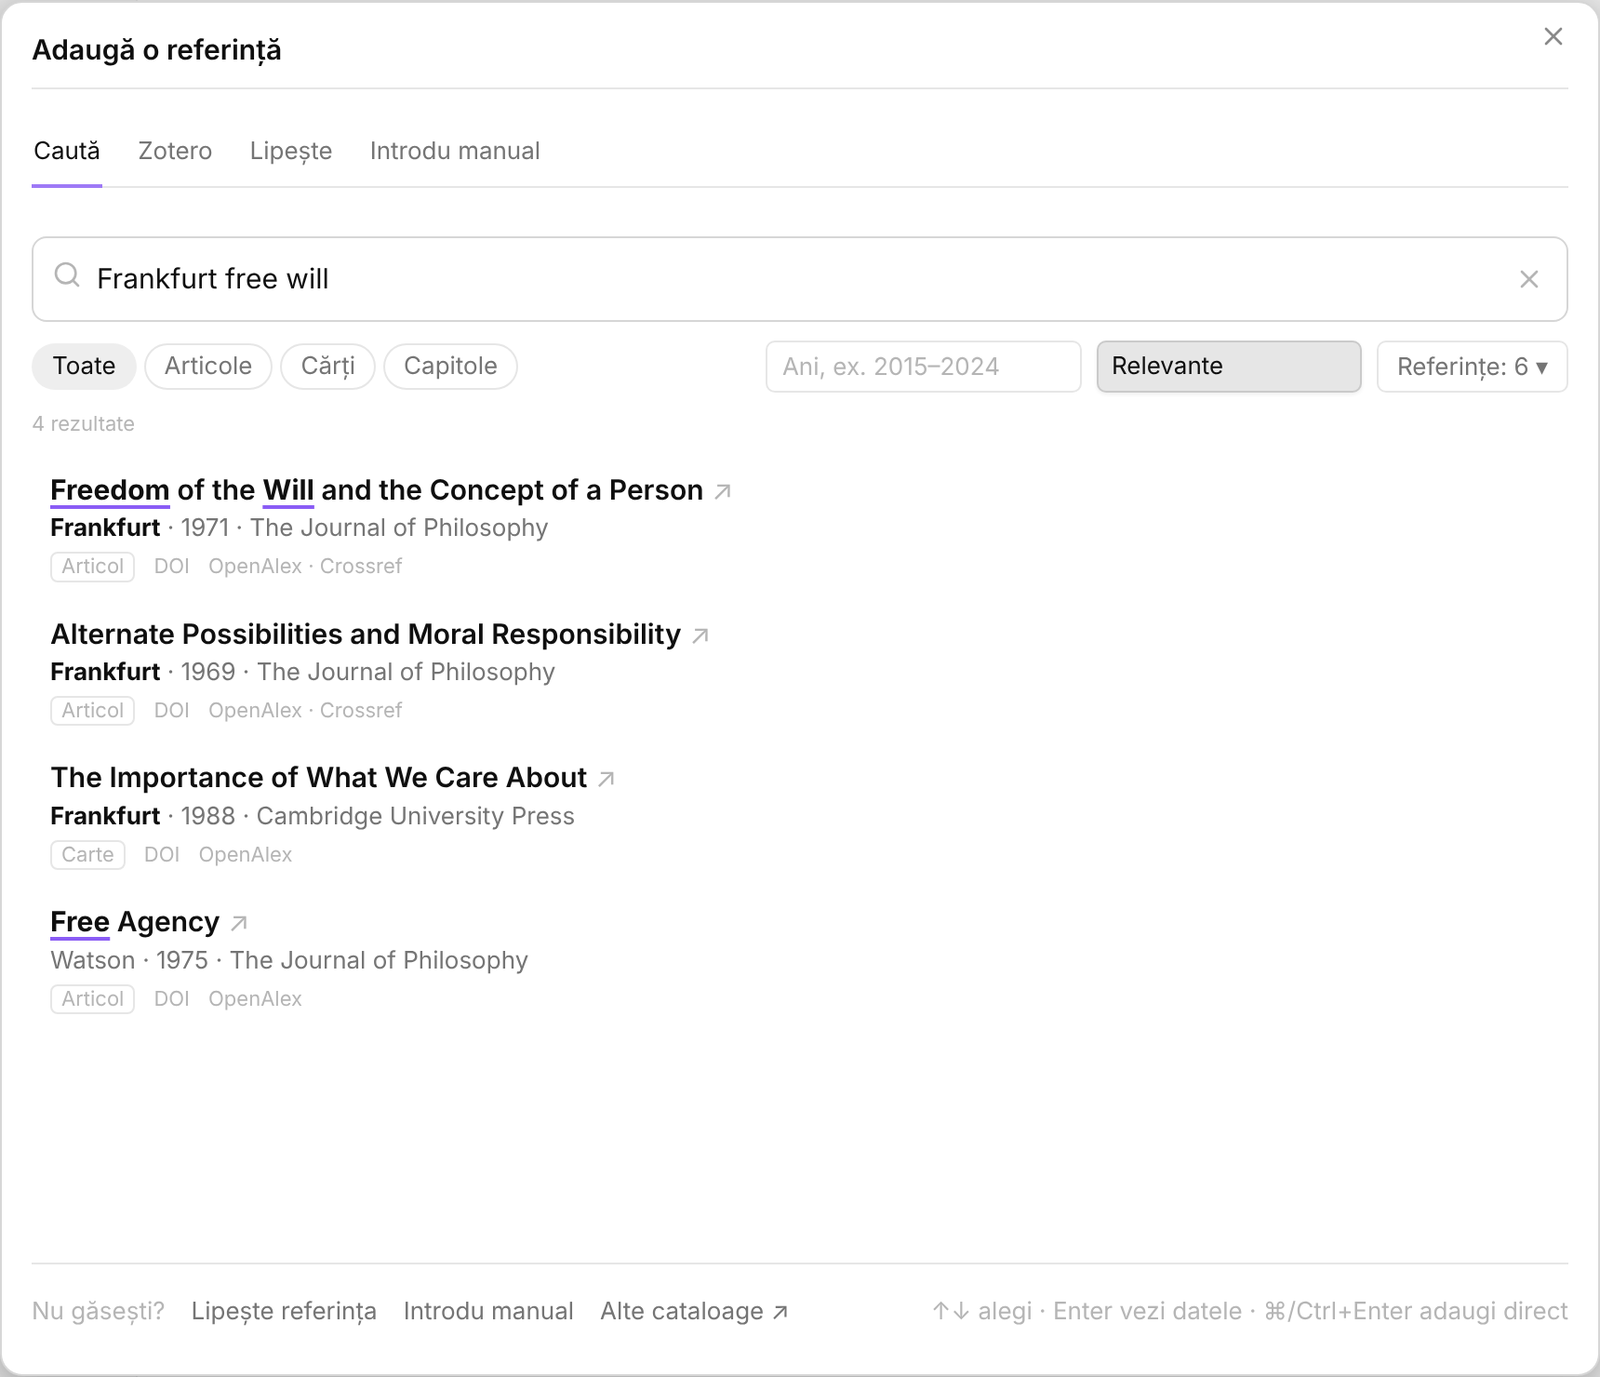 Adaugă o referință
Caută Zotero Lipește Introdu manual
Frankfurt free will
Toate Articole Cărți Capitole Ani, ex. 2015–2024 Relevante Referințe: 6 ▾
4 rezultate
Freedom of the Will and the Concept of a Person ↗
Frankfurt · 1971 · The Journal of Philosophy
Articol DOI OpenAlex · Crossref
Alternate Possibilities and Moral Responsibility ↗
Frankfurt · 1969 · The Journal of Philosophy
Articol DOI OpenAlex · Crossref
The Importance of What We Care About ↗
Frankfurt · 1988 · Cambridge University Press
Carte DOI OpenAlex
Free Agency ↗
Watson · 1975 · The Journal of Philosophy
Articol DOI OpenAlex
Nu găsești? Lipește referința Introdu manual Alte cataloage ↗ ↑↓ alegi · Enter vezi datele · ⌘/Ctrl+Enter adaugi direct